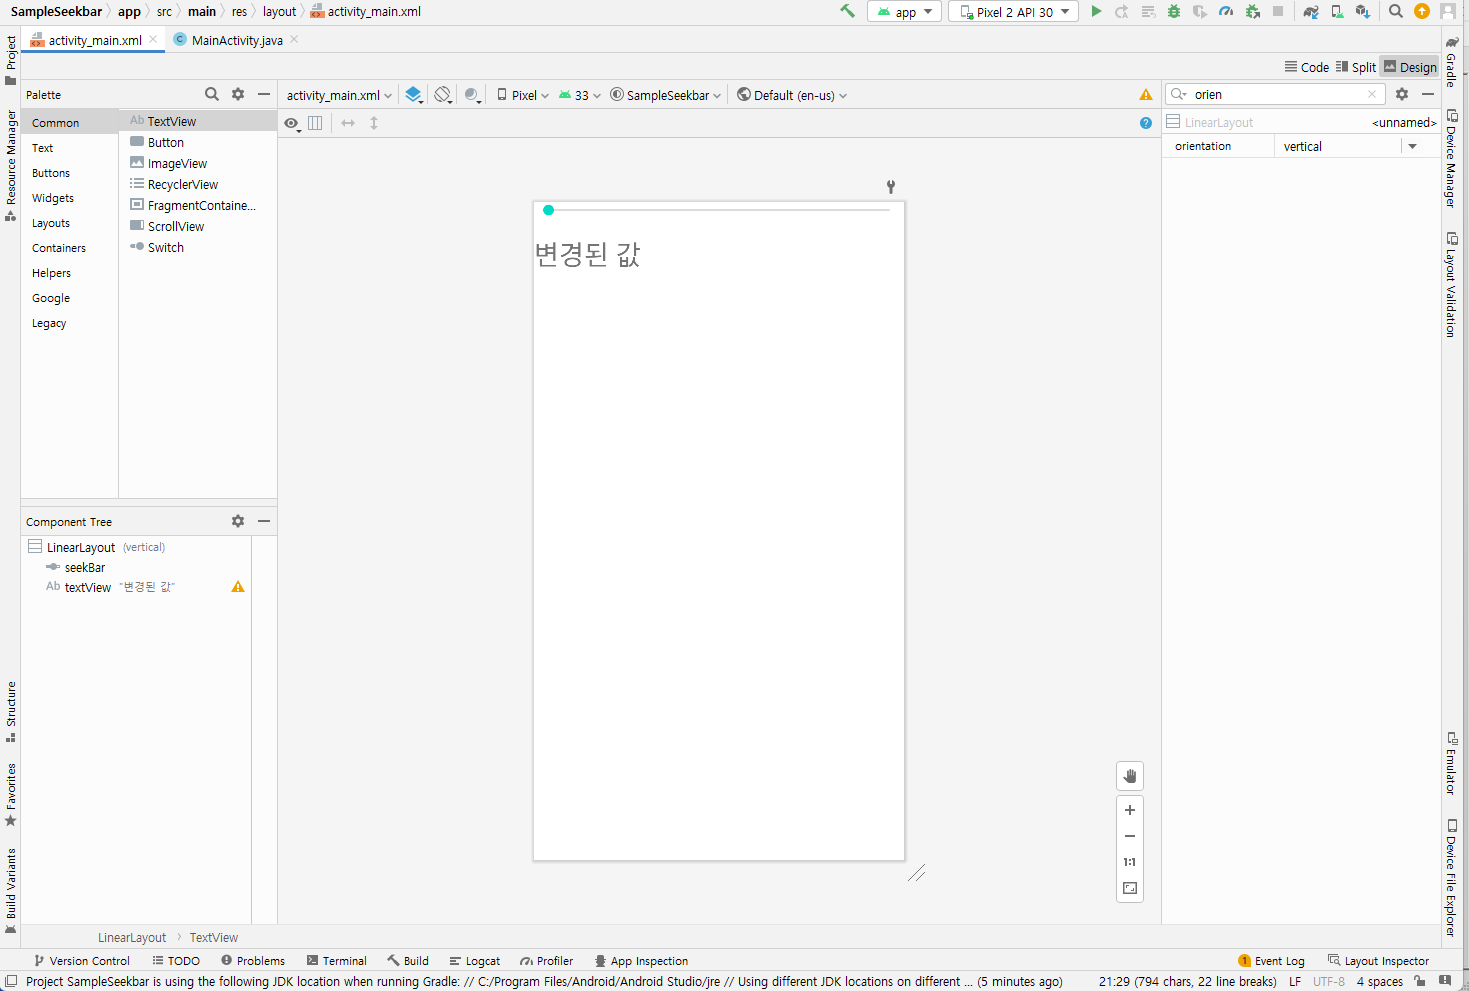 SampleSeekbar app src main res layout activity_main.xml
app Pixel 2 API 30
activity_main.xml MainActivity.java
Code Split Design
Palette
activity_main.xml Pixel 33 SampleSeekbar Default (en-us)
orien
Common
Text
Buttons
Widgets
Layouts
Containers
Helpers
Google
Legacy
Ab TextView
Button
ImageView
RecyclerView
FragmentContaine...
ScrollView
Switch
LinearLayout <unnamed>
orientation vertical
변경된 값
Component Tree
LinearLayout (vertical)
seekBar
Ab textView "변경된 값"
1:1
Project
Resource Manager
Structure
Favorites
Build Variants
Gradle
Device Manager
Layout Validation
Emulator
Device File Explorer
LinearLayout TextView
Version Control TODO Problems Terminal Build Logcat Profiler App Inspection 1 Event Log Layout Inspector
Project SampleSeekbar is using the following JDK location when running Gradle: // C:/Program Files/Android/Android Studio/jre // Using different JDK locations on different ... (5 minutes ago) 21:29 (794 chars, 22 line breaks) LF UTF-8 4 spaces